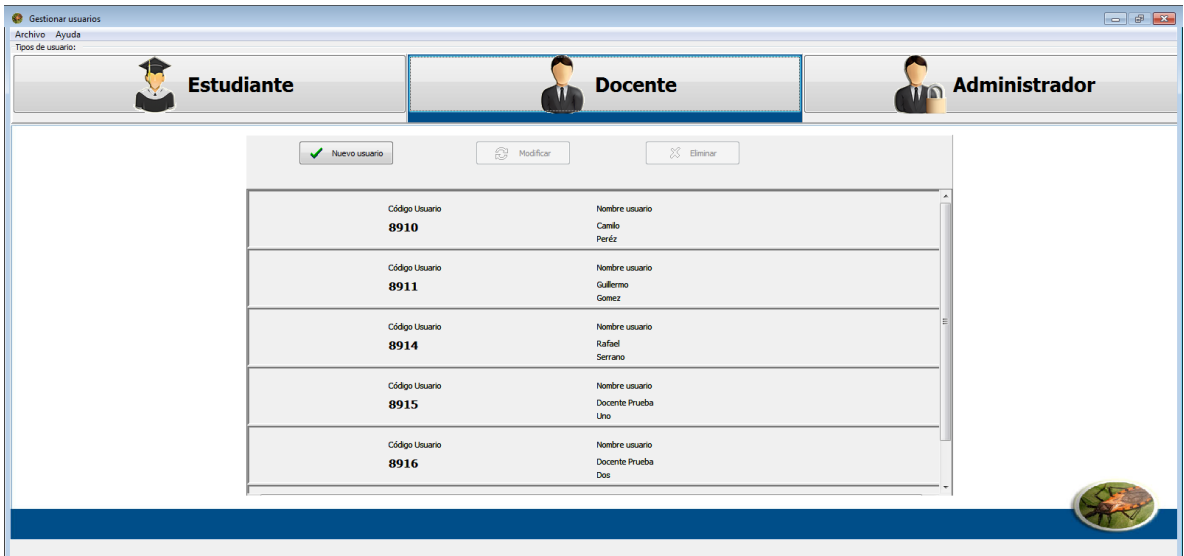 Gestionar usuarios
Archivo Ayuda
Tipos de usuario:
Estudiante Docente Administrador
Nuevo usuario Modificar Eliminar
Código Usuario Nombre usuario
8910 Camilo
Peréz
Código Usuario Nombre usuario
8911 Guillermo
Gomez
Código Usuario Nombre usuario
8914 Rafael
Serrano
Código Usuario Nombre usuario
8915 Docente Prueba
Uno
Código Usuario Nombre usuario
8916 Docente Prueba
Dos